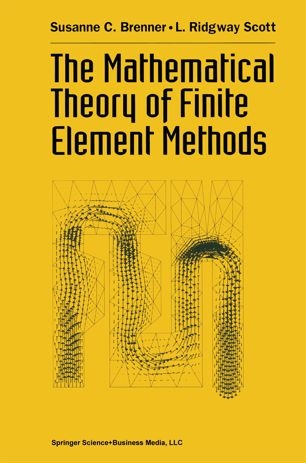 Susanne C. Brenner • L. Ridgway Scott
The Mathematical
Theory of Finite
Element Methods
Springer Science+Business Media, LLC